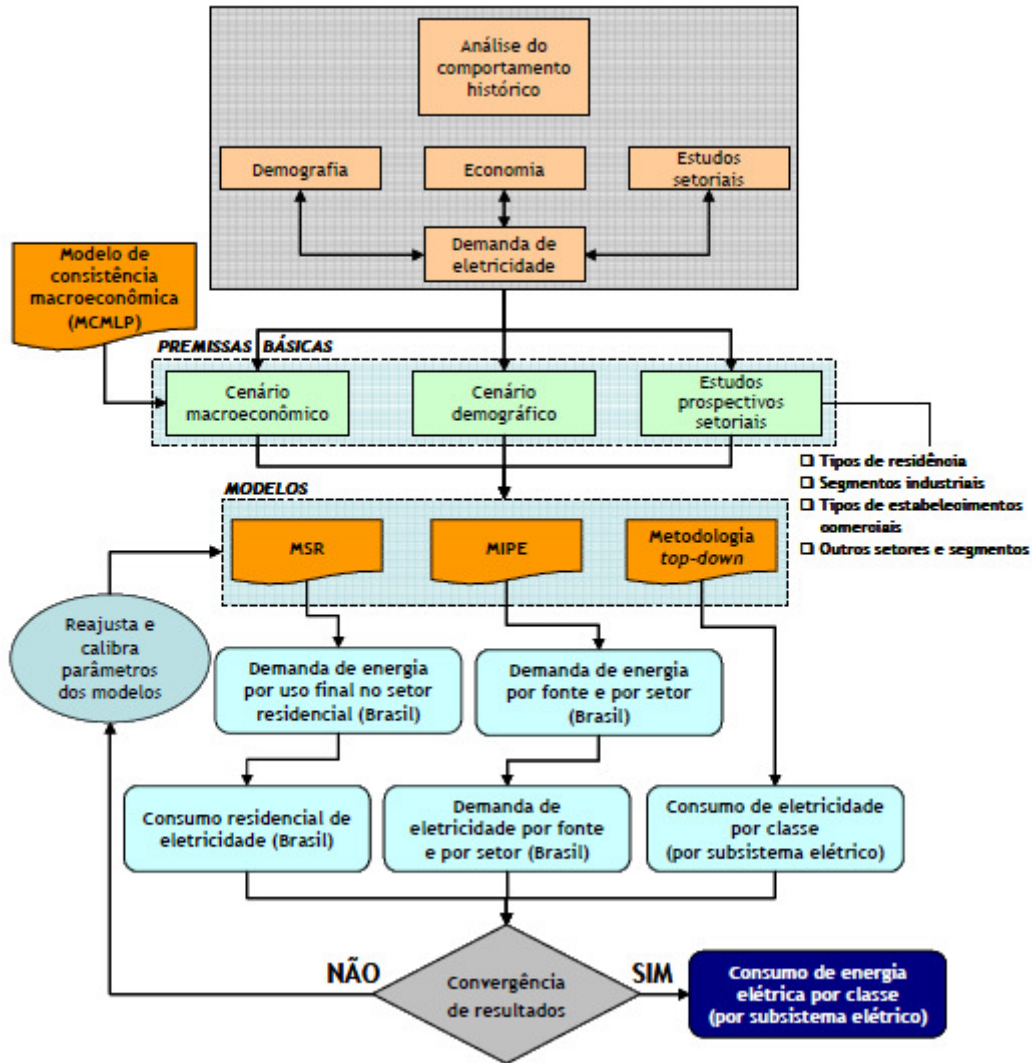 Análise do
comportamento
histórico
Demografia
Economia
Estudos
setoriais
Demanda de
eletricidade
Modelo de
consistência
macroeconômica
(MCMLP)
PREMISSAS BÁSICAS
Cenário
macroeconômico
Cenário
demográfico
Estudos
prospectivos
setoriais
❑ Tipos de residência
❑ Segmentos industriais
❑ Tipos de estabelecimentos
comerciais
❑ Outros setores e segmentos
MODELOS
MSR
MIPE
Metodologia
top-down
Reajusta e
calibra
parâmetros
dos modelos
Demanda de energia
por uso final no setor
residencial (Brasil)
Demanda de energia
por fonte e por setor
(Brasil)
Consumo residencial de
eletricidade (Brasil)
Demanda de
eletricidade por fonte
e por setor (Brasil)
Consumo de eletricidade
por classe
(por subsistema elétrico)
NÃO
Convergência
de resultados
SIM
Consumo de energia
elétrica por classe
(por subsistema elétrico)